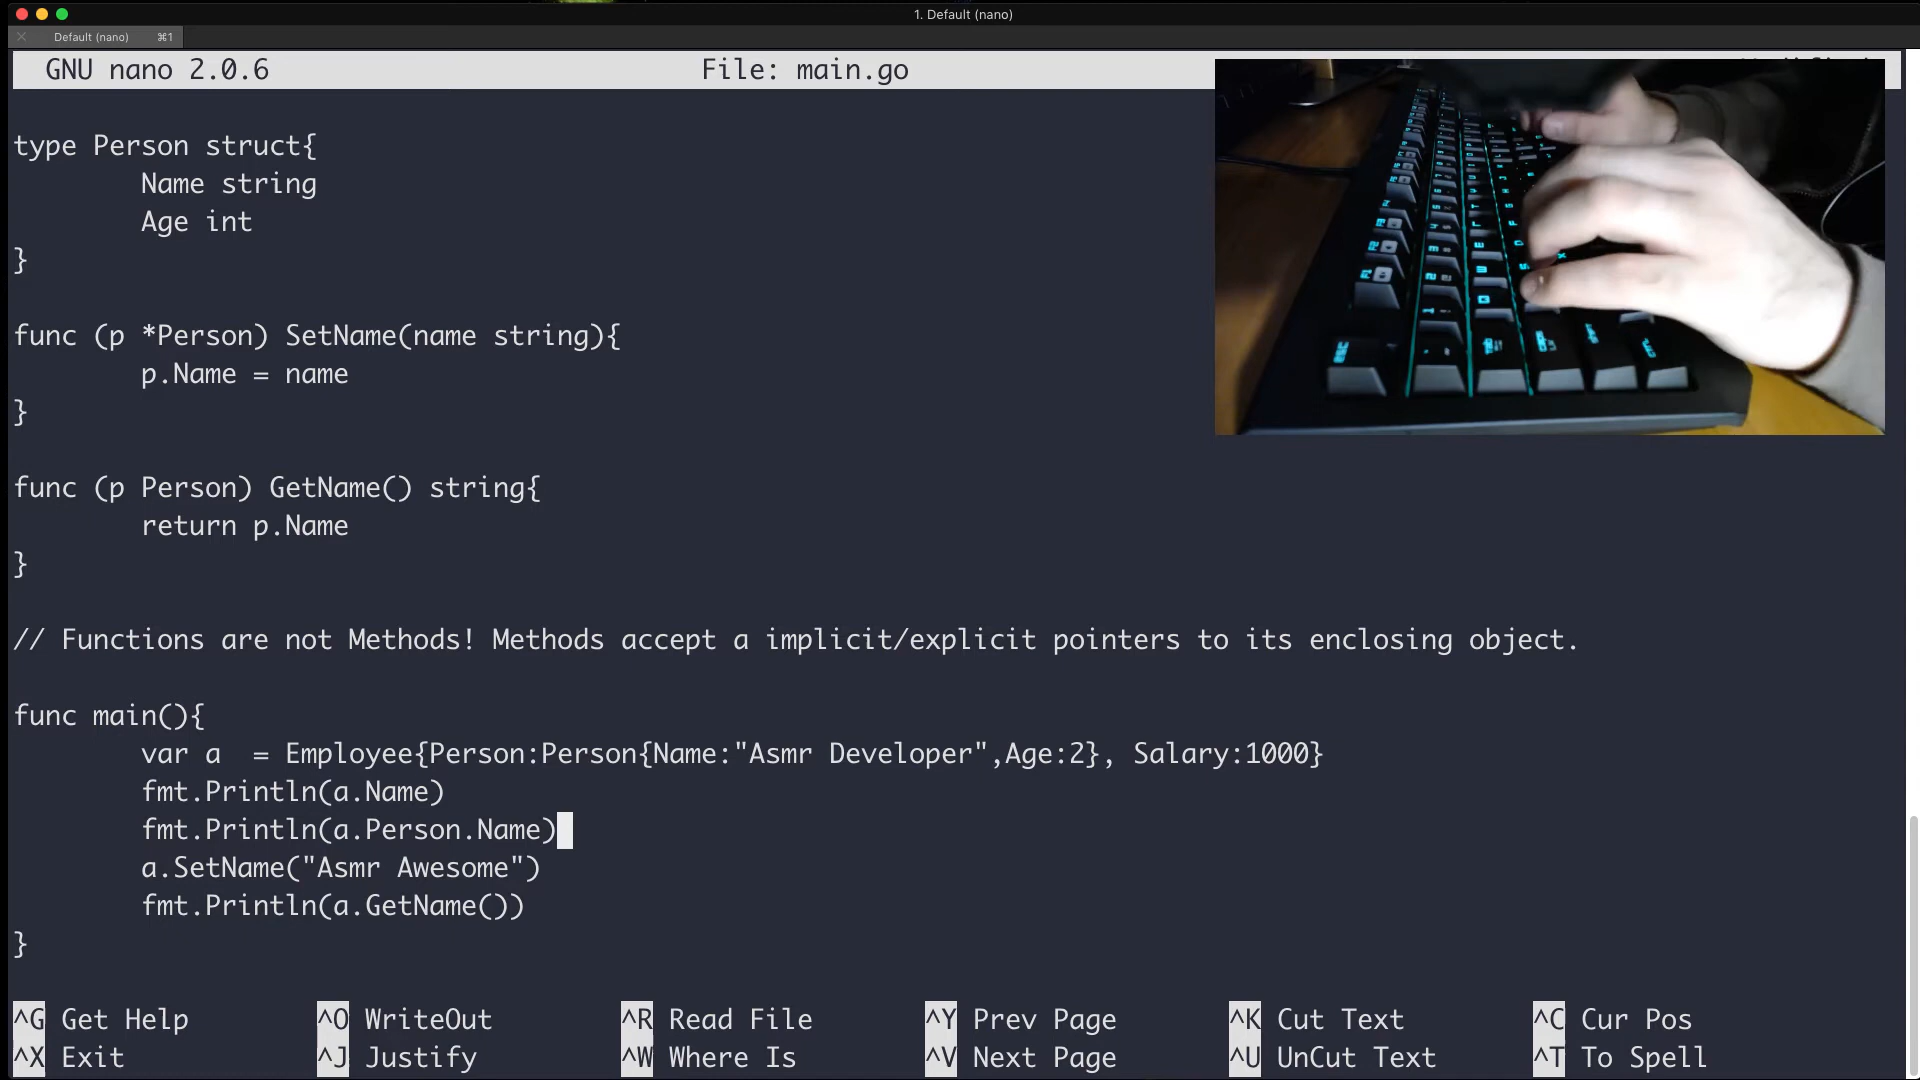 1. Default (nano)
Default (nano) ⌘1
GNU nano 2.0.6 File: main.go
type Person struct{
Name string
Age int
}
func (p *Person) SetName(name string){
p.Name = name
}
func (p Person) GetName() string{
return p.Name
}
// Functions are not Methods! Methods accept a implicit/explicit pointers to its enclosing object.
func main(){
var a  = Employee{Person:Person{Name:"Asmr Developer",Age:2}, Salary:1000}
fmt.Println(a.Name)
fmt.Println(a.Person.Name)
a.SetName("Asmr Awesome")
fmt.Println(a.GetName())
}
^G Get Help ^O WriteOut ^R Read File ^Y Prev Page ^K Cut Text ^C Cur Pos
^X Exit ^J Justify ^W Where Is ^V Next Page ^U UnCut Text ^T To Spell